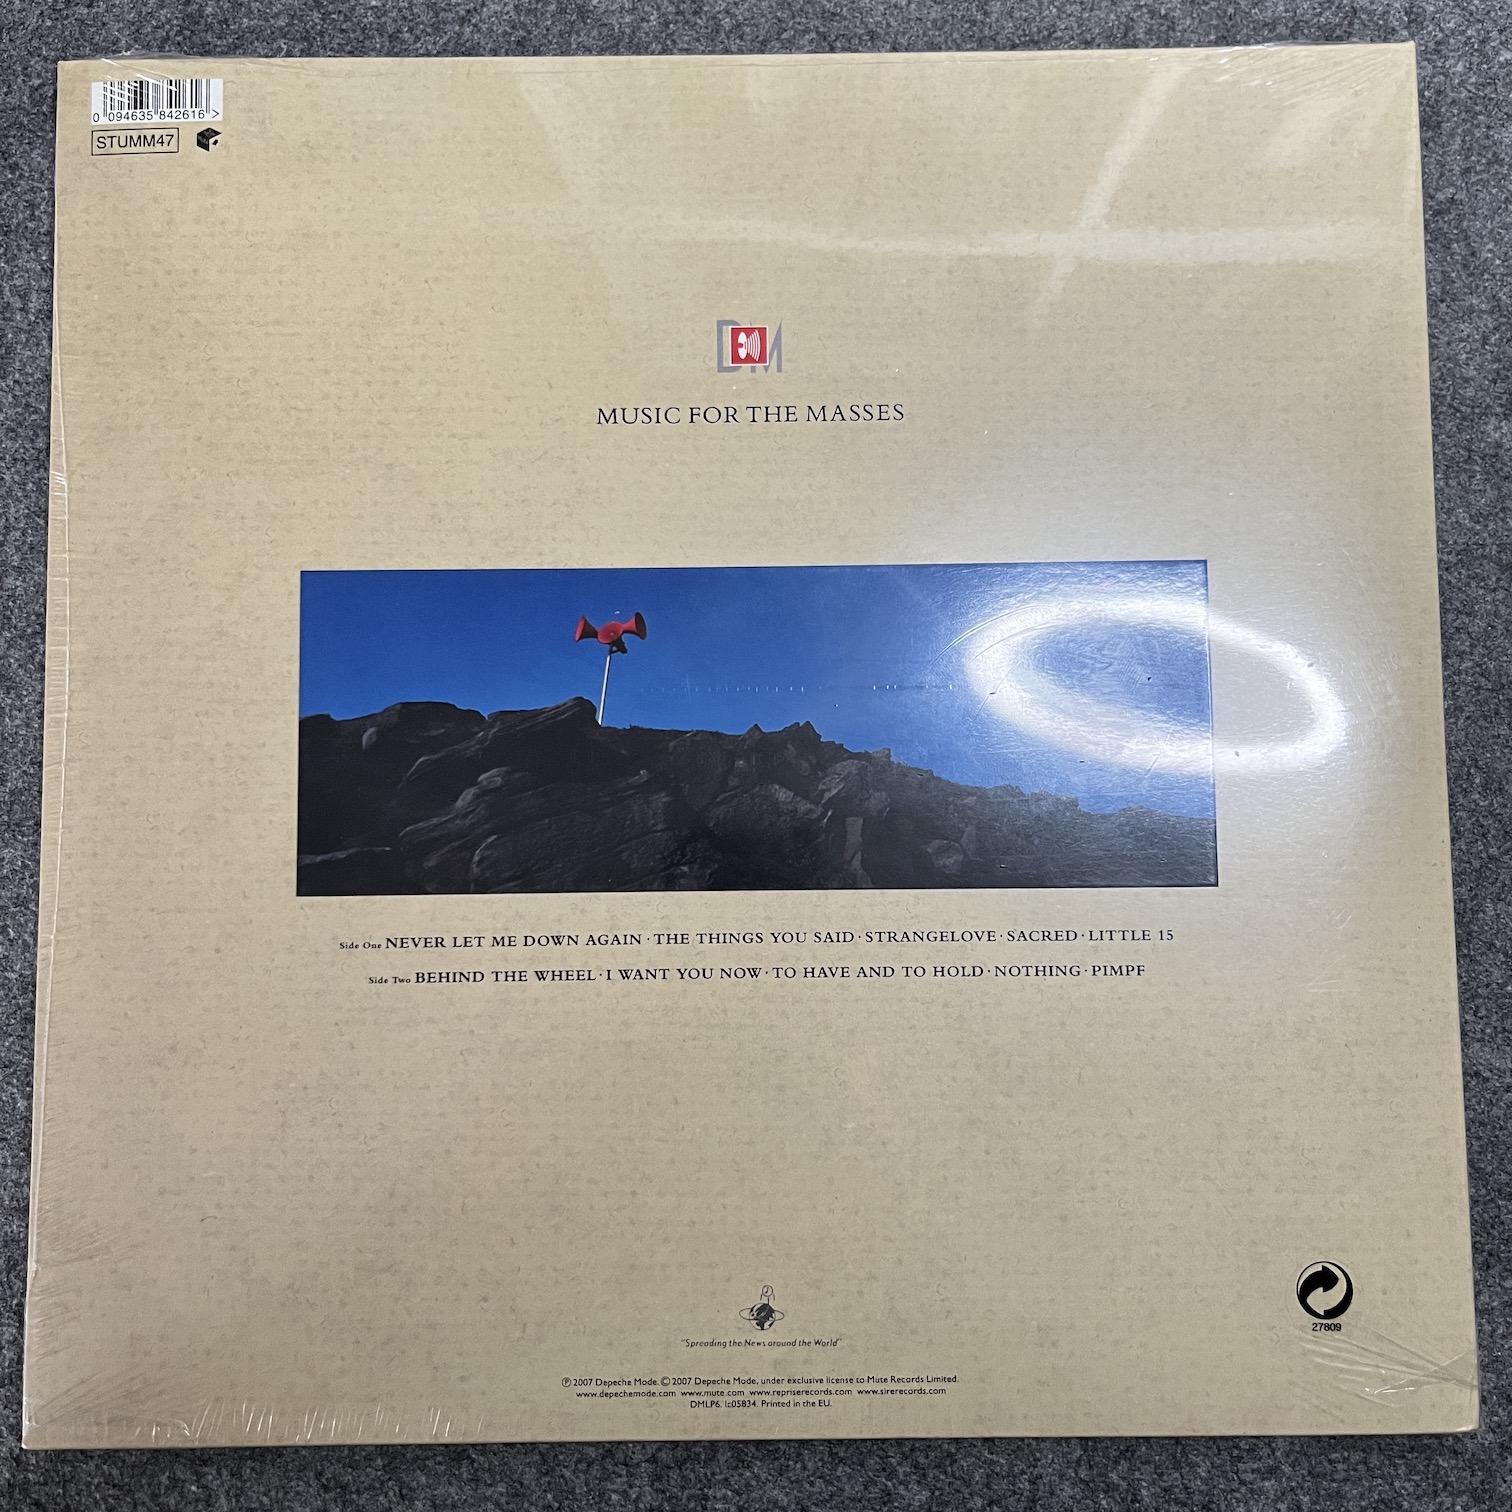 0 094635 842616 >
STUMM47
DM
MUSIC FOR THE MASSES
Side One NEVER LET ME DOWN AGAIN · THE THINGS YOU SAID · STRANGELOVE · SACRED · LITTLE 15
Side Two BEHIND THE WHEEL · I WANT YOU NOW · TO HAVE AND TO HOLD · NOTHING · PIMPF
"Spreading the News around the World"
℗ 2007 Depeche Mode. © 2007 Depeche Mode, under exclusive license to Mute Records Limited.
www.depechemode.com www.mute.com www.repriserecords.com www.sirerecords.com
DMLP6. lc05834. Printed in the EU.
27809